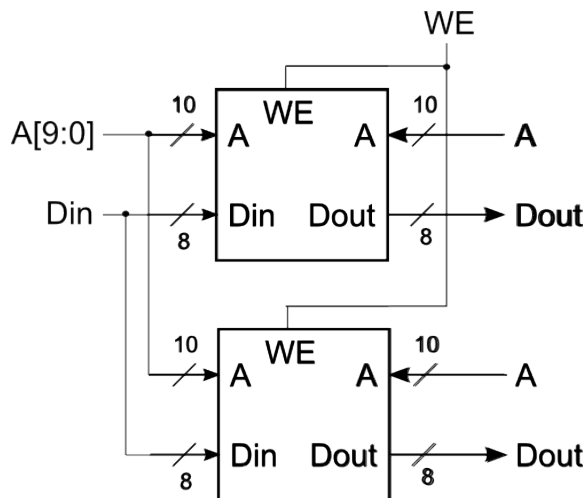 WE
10 WE 10
A[9:0] A A A
Din Din Dout Dout
8 8
WE
10 10
A A A
Din Dout Dout
8 8